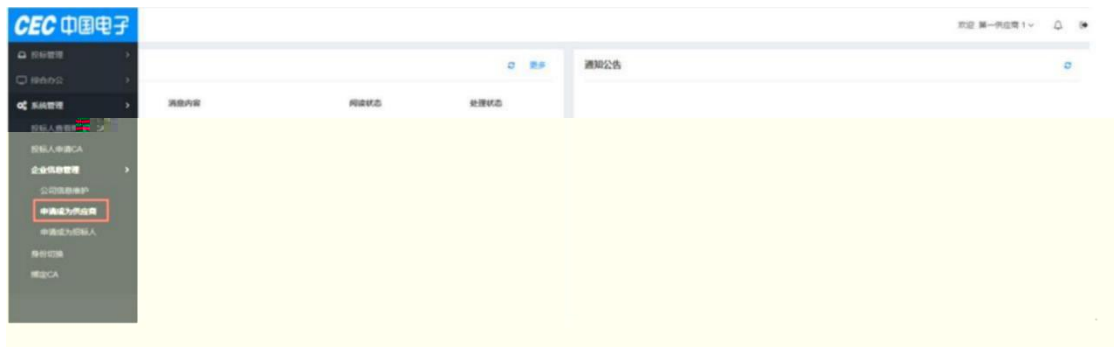 CEC 中国电子
欢迎 第一供应商 1
投标管理
更多
通知公告
综合办公
系统管理
消息内容
阅读状态
处理状态
投标人申请CA
企业信息管理
公司信息维护
申请成为供应商
申请成为招标人
身份切换
绑定CA